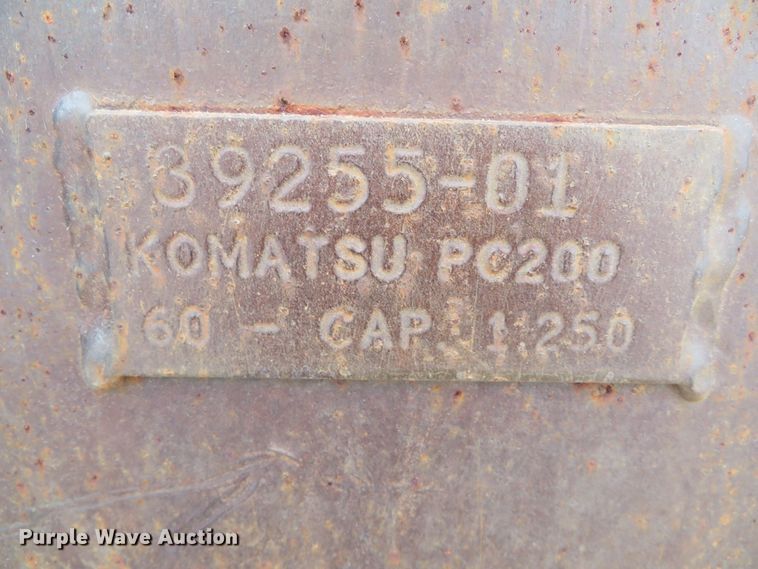 39255-01
KOMATSU PC200
60 - CAP. 1.250
Purple Wave Auction